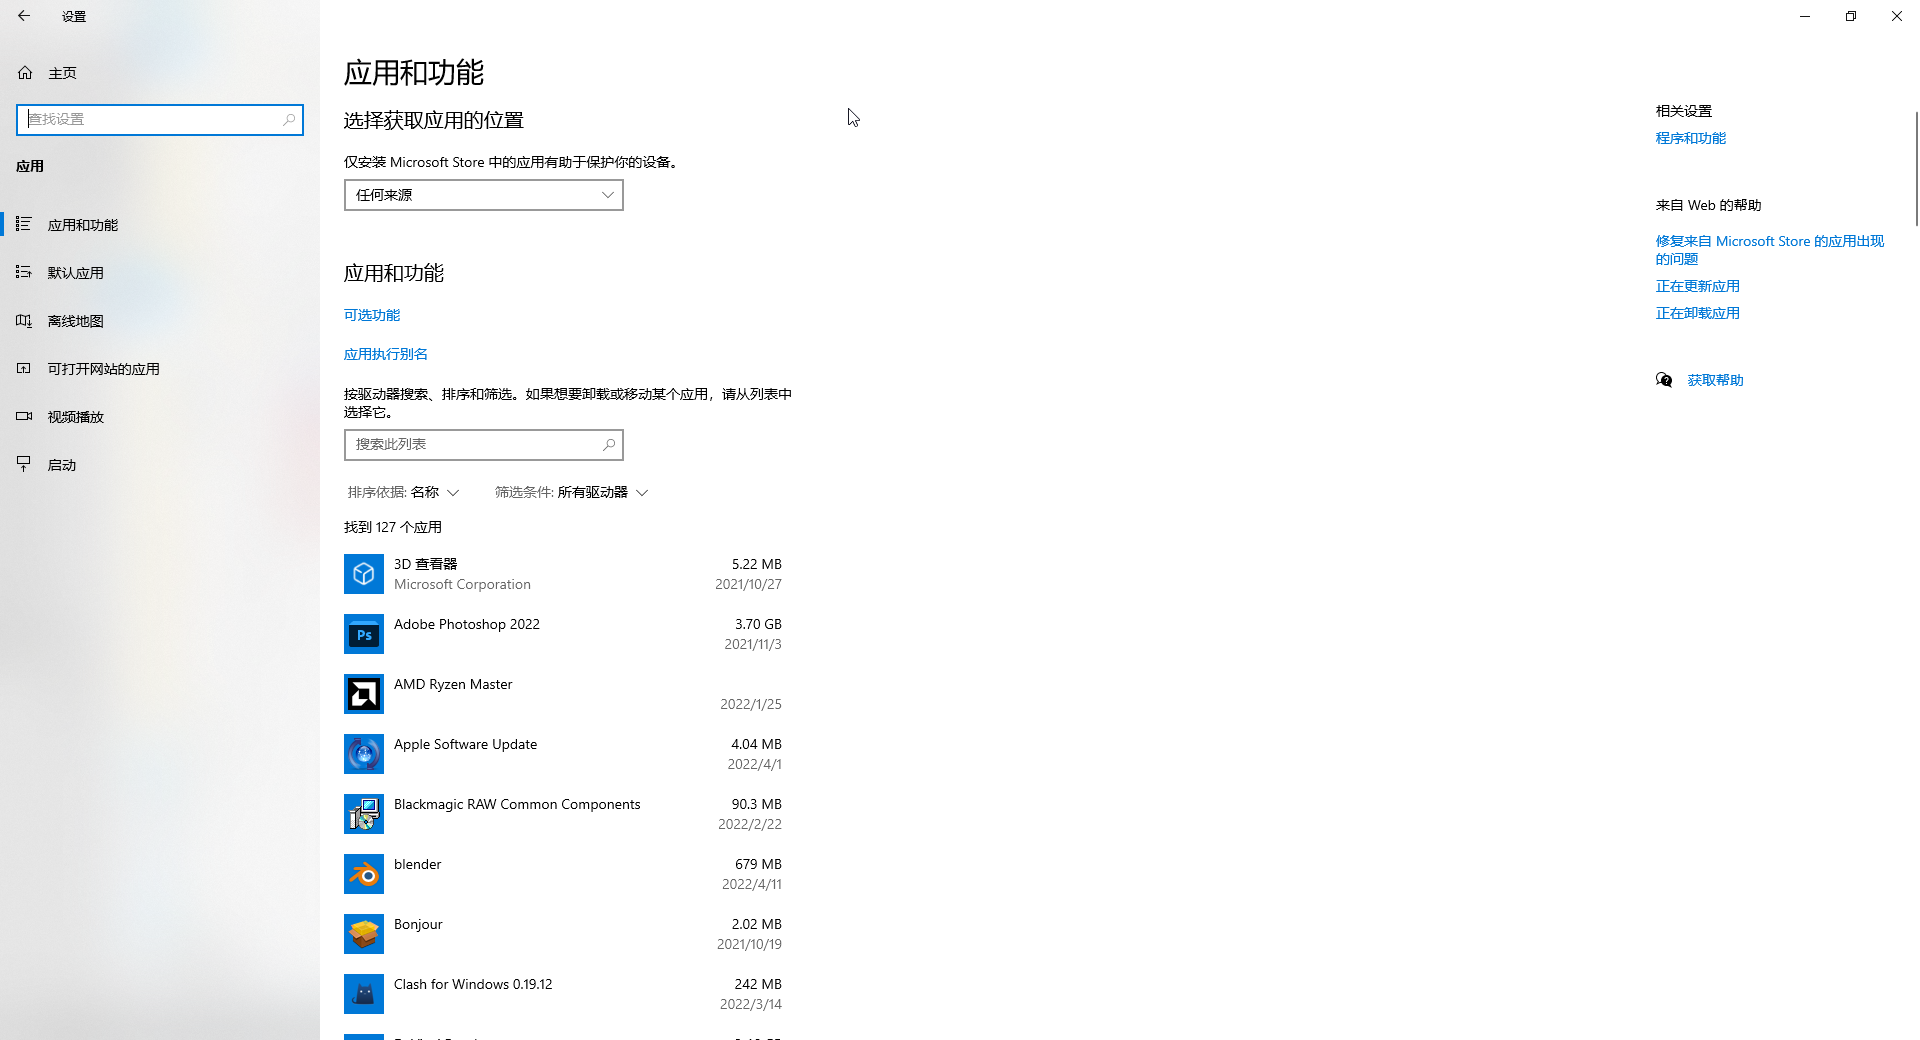 设置
主页
查找设置
应用
应用和功能
默认应用
离线地图
可打开网站的应用
视频播放
启动
应用和功能
选择获取应用的位置
仅安装 Microsoft Store 中的应用有助于保护你的设备。
任何来源
应用和功能
可选功能
应用执行别名
按驱动器搜索、排序和筛选。如果想要卸载或移动某个应用，请从列表中
选择它。
搜索此列表
排序依据: 名称 筛选条件: 所有驱动器
找到 127 个应用
3D 查看器 5.22 MB
Microsoft Corporation 2021/10/27
Ps
Adobe Photoshop 2022 3.70 GB
2021/11/3
AMD Ryzen Master
2022/1/25
Apple Software Update 4.04 MB
2022/4/1
Blackmagic RAW Common Components 90.3 MB
2022/2/22
blender 679 MB
2022/4/11
Bonjour 2.02 MB
2021/10/19
Clash for Windows 0.19.12 242 MB
2022/3/14
相关设置
程序和功能
来自 Web 的帮助
修复来自 Microsoft Store 的应用出现
的问题
正在更新应用
正在卸载应用
获取帮助